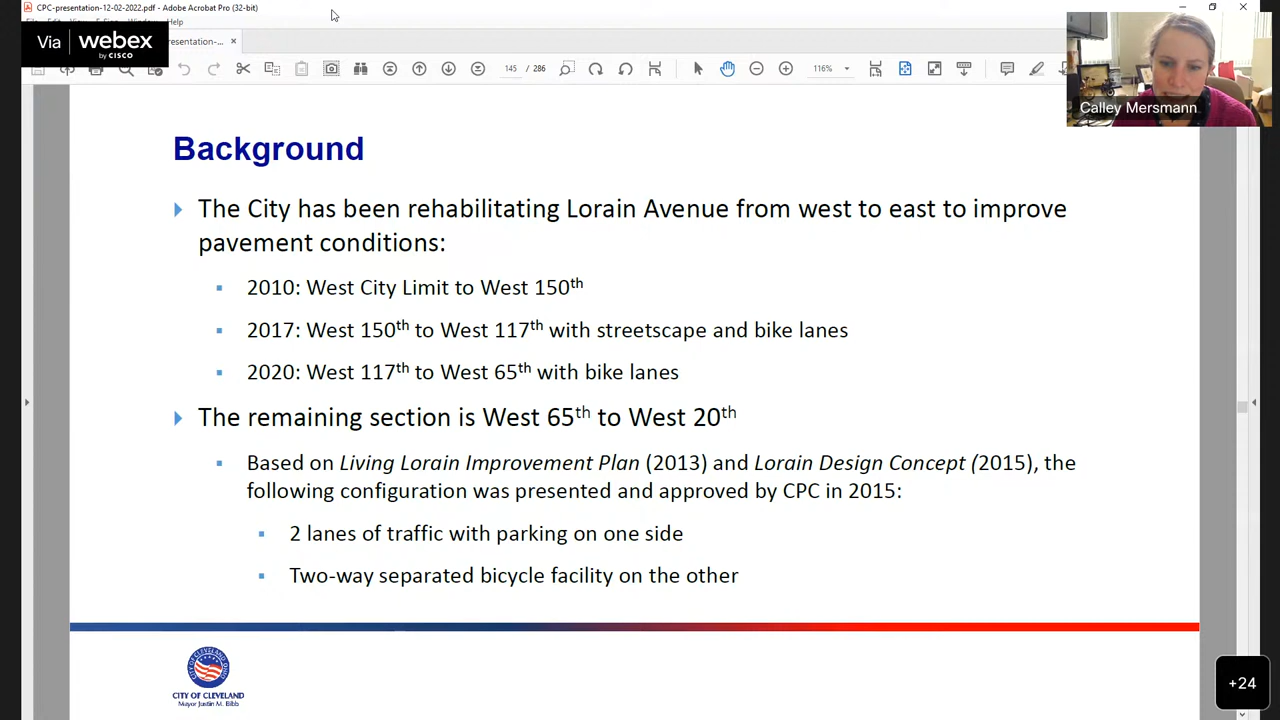 CPC-presentation-12-02-2022.pdf - Adobe Acrobat Pro (32-bit)
Help
Via webex
by CISCO
resentation-...
145 / 286
116%
Calley Mersmann
Background
The City has been rehabilitating Lorain Avenue from west to east to improve
pavement conditions:
2010: West City Limit to West 150th
2017: West 150th to West 117th with streetscape and bike lanes
2020: West 117th to West 65th with bike lanes
The remaining section is West 65th to West 20th
Based on Living Lorain Improvement Plan (2013) and Lorain Design Concept (2015), the
following configuration was presented and approved by CPC in 2015:
2 lanes of traffic with parking on one side
Two-way separated bicycle facility on the other
CITY OF CLEVELAND
Mayor Justin M. Bibb
+24